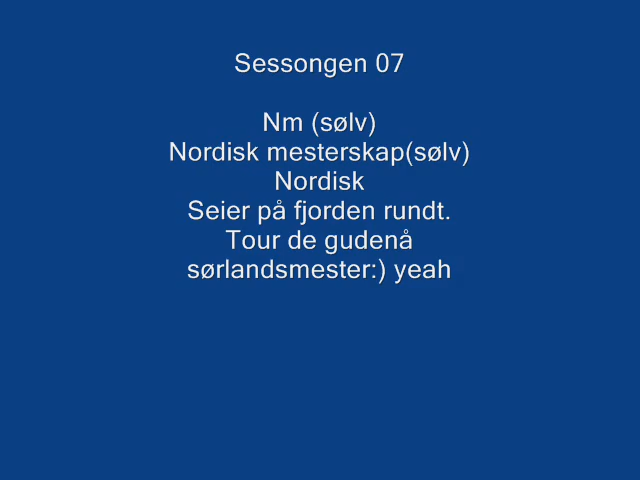 Sessongen 07
Nm (sølv)
Nordisk mesterskap(sølv)
Nordisk
Seier på fjorden rundt.
Tour de gudenå
sørlandsmester:) yeah